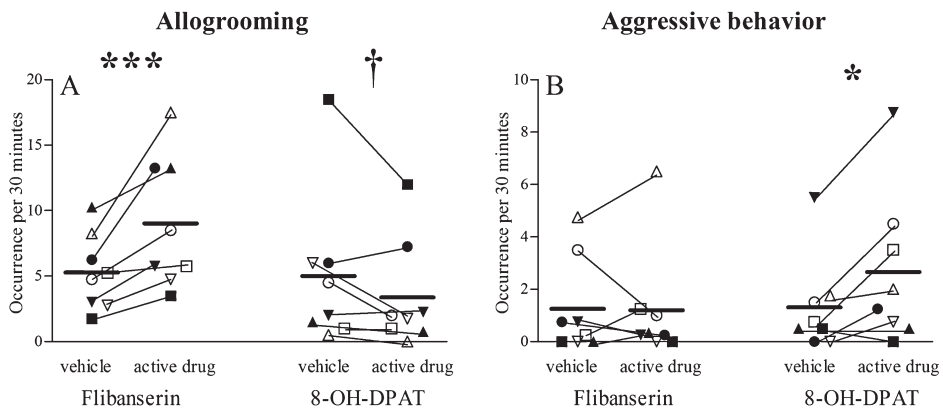 Allogrooming
Aggressive behavior
*** †
*
A
B
Occurrence per 30 minutes
20
15
10
5
0
Occurrence per 30 minutes
10
8
6
4
2
0
vehicle active drug vehicle active drug
vehicle active drug vehicle active drug
Flibanserin 8-OH-DPAT
Flibanserin 8-OH-DPAT